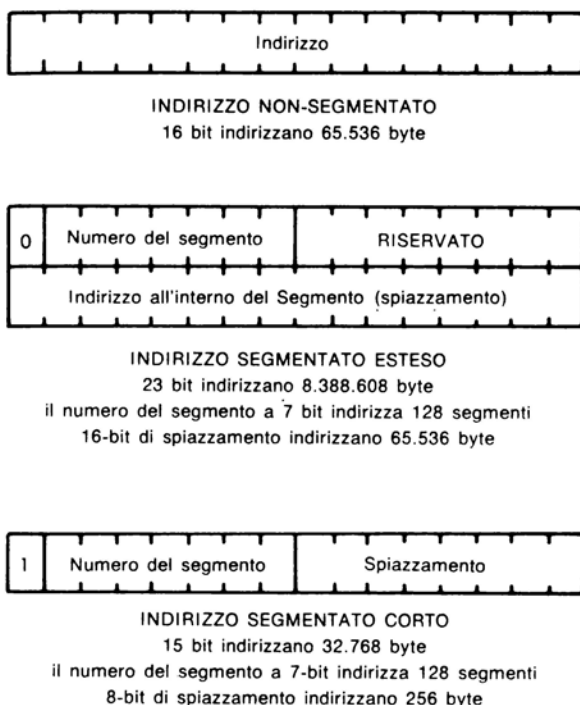 Indirizzo
INDIRIZZO NON-SEGMENTATO
16 bit indirizzano 65.536 byte
0 Numero del segmento RISERVATO
Indirizzo all'interno del Segmento (spiazzamento)
INDIRIZZO SEGMENTATO ESTESO
23 bit indirizzano 8.388.608 byte
il numero del segmento a 7 bit indirizza 128 segmenti
16-bit di spiazzamento indirizzano 65.536 byte
1 Numero del segmento Spiazzamento
INDIRIZZO SEGMENTATO CORTO
15 bit indirizzano 32.768 byte
il numero del segmento a 7-bit indirizza 128 segmenti
8-bit di spiazzamento indirizzano 256 byte